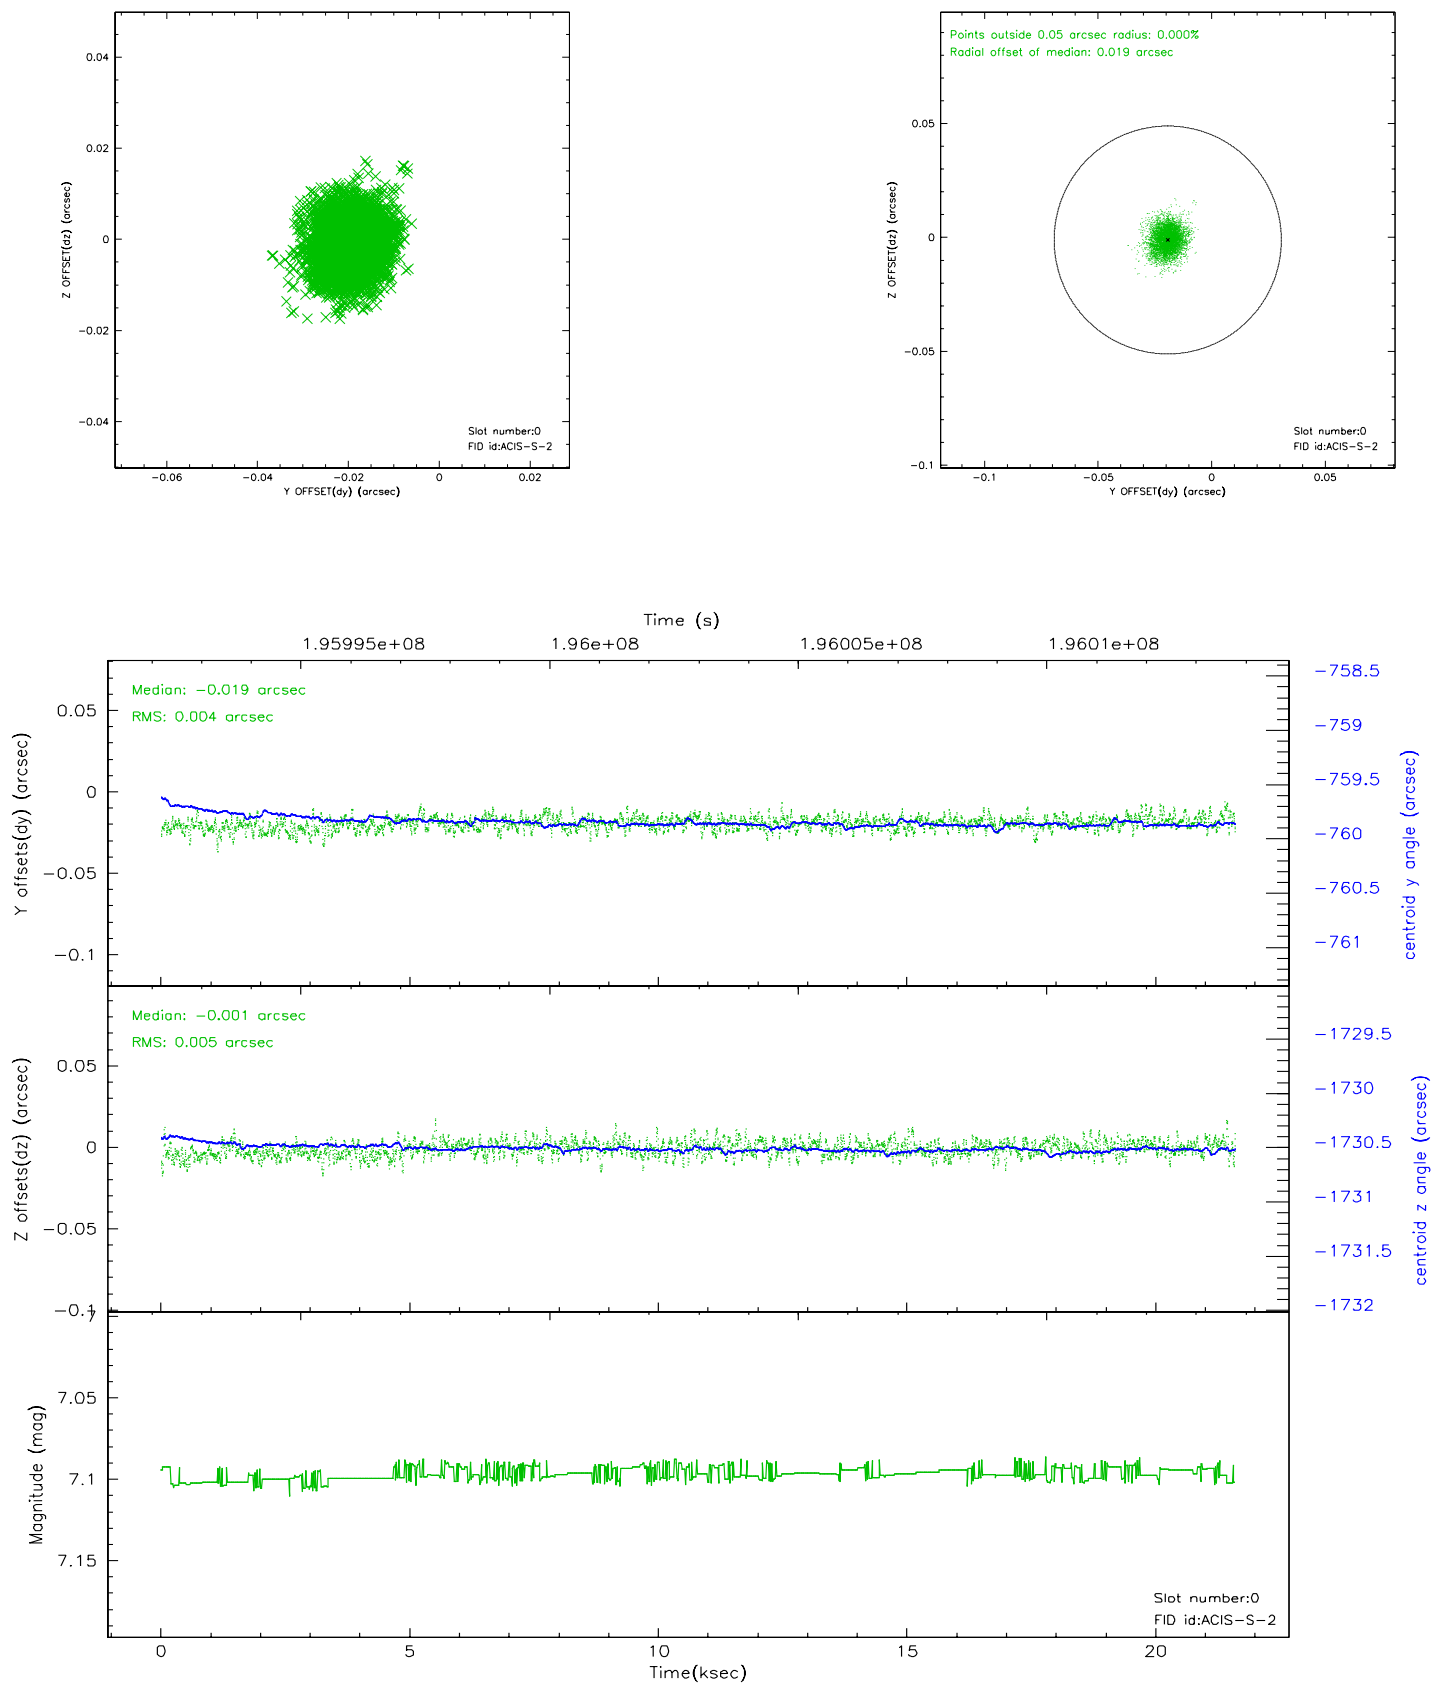 0.04
0.02
0
-0.02
-0.04
Z OFFSET(dz) (arcsec)
Slot number:0
FID id:ACIS-S-2
-0.06
-0.04
-0.02
0
0.02
Y OFFSET(dy) (arcsec)
Points outside 0.05 arcsec radius: 0.000%
Radial offset of median: 0.019 arcsec
0.05
0
-0.05
-0.1
Z OFFSET(dz) (arcsec)
Slot number:0
FID id:ACIS-S-2
-0.1
-0.05
0
0.05
Y OFFSET(dy) (arcsec)
Time (s)
1.95995e+08
1.96e+08
1.96005e+08
1.9601e+08
Median: -0.019 arcsec
RMS: 0.004 arcsec
0.05
0
-0.05
-0.1
Y offsets(dy) (arcsec)
-758.5
-759
-759.5
-760
-760.5
-761
centroid y angle (arcsec)
Median: -0.001 arcsec
RMS: 0.005 arcsec
0.05
0
-0.05
-0.1
Z offsets(dz) (arcsec)
-1729.5
-1730
-1730.5
-1731
-1731.5
-1732
centroid z angle (arcsec)
7
7.05
7.1
7.15
Magnitude (mag)
Slot number:0
FID id:ACIS-S-2
0
5
10
15
20
Time(ksec)